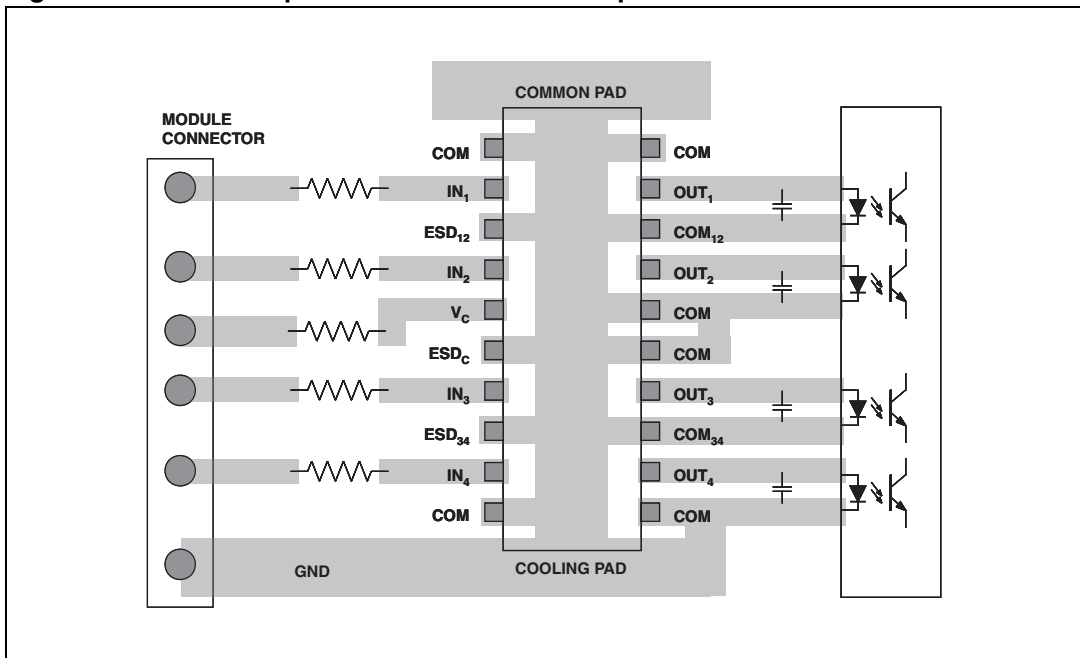 COMMON PAD
MODULE
CONNECTOR
COM
COM
IN1
OUT1
ESD12
COM12
IN2
OUT2
VC
COM
ESDC
COM
IN3
OUT3
ESD34
COM34
IN4
OUT4
COM
COM
GND
COOLING PAD